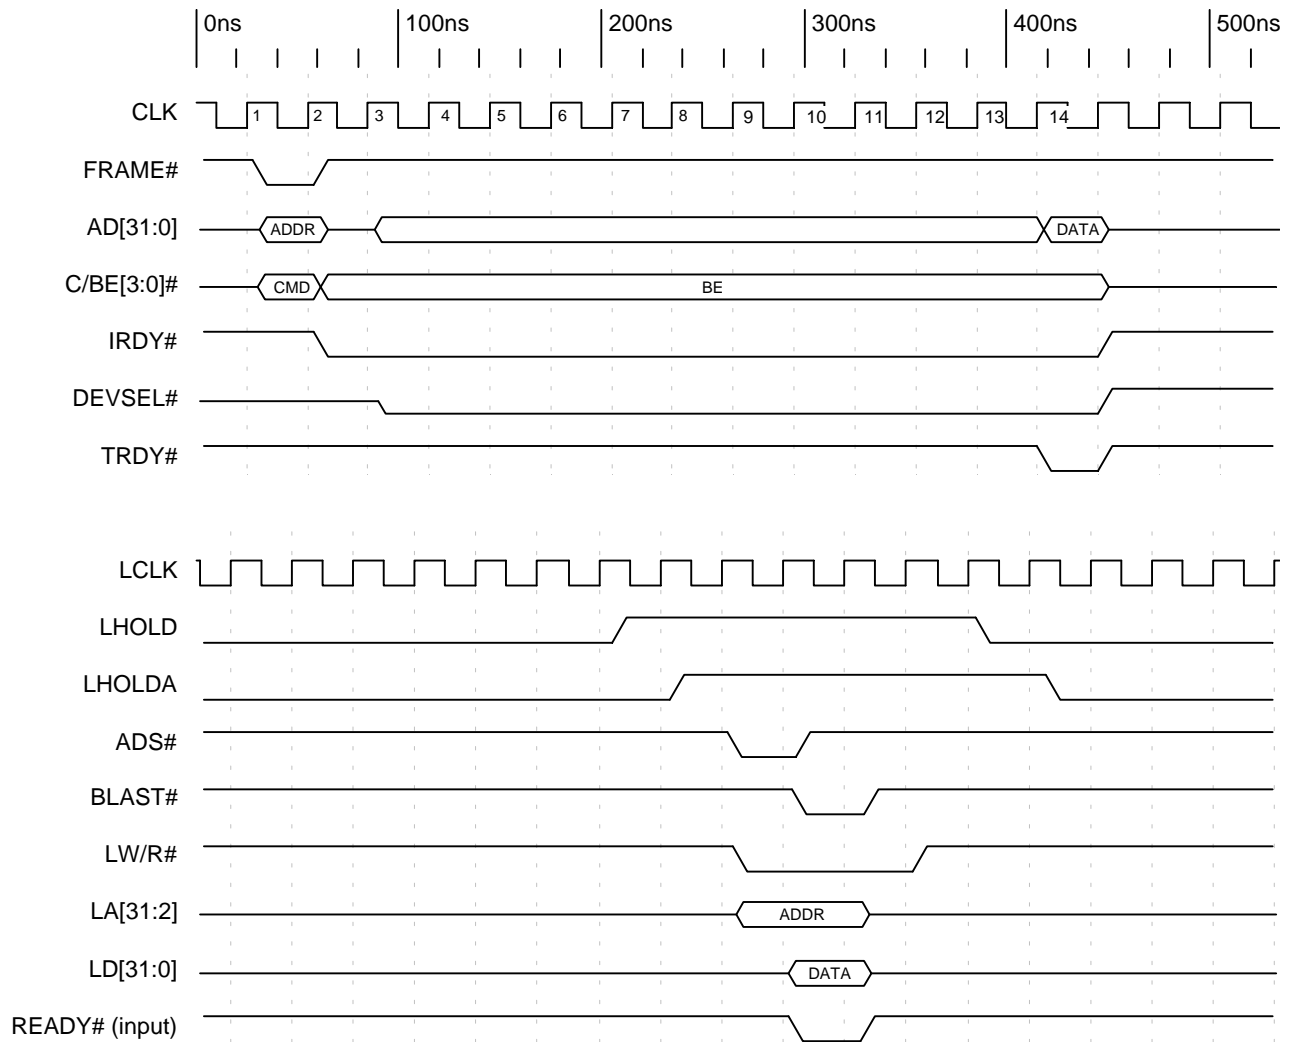 0ns 100ns 200ns 300ns 400ns 500ns
CLK 1 2 3 4 5 6 7 8 9 10 11 12 13 14
FRAME#
AD[31:0] ADDR DATA
C/BE[3:0]# CMD BE
IRDY#
DEVSEL#
TRDY#
LCLK
LHOLD
LHOLDA
ADS#
BLAST#
LW/R#
LA[31:2] ADDR
LD[31:0] DATA
READY# (input)